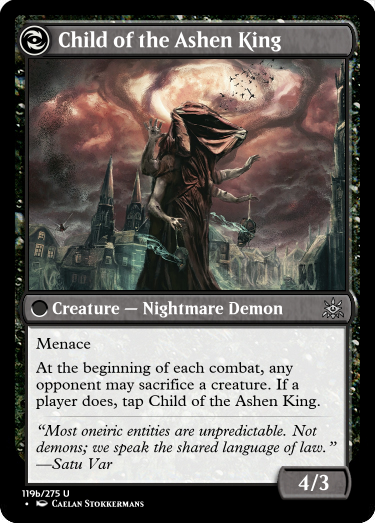 Child of the Ashen King
Creature — Nightmare Demon
Menace
At the beginning of each combat, any
opponent may sacrifice a creature. If a
player does, tap Child of the Ashen King.
“Most oneiric entities are unpredictable. Not
demons; we speak the shared language of law.”
—Satu Var
4/3
119b/275 U
• Caelan Stokkermans